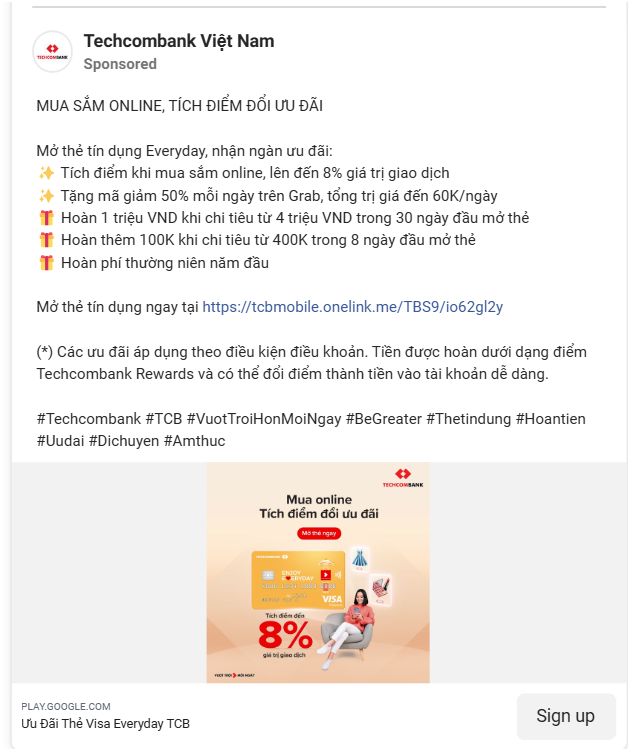 Techcombank Việt Nam
TECHCOMBANK
Sponsored
MUA SẮM ONLINE, TÍCH ĐIỂM ĐỔI ƯU ĐÃI
Mở thẻ tín dụng Everyday, nhận ngàn ưu đãi:
✨ Tích điểm khi mua sắm online, lên đến 8% giá trị giao dịch
✨ Tặng mã giảm 50% mỗi ngày trên Grab, tổng trị giá đến 60K/ngày
🎁 Hoàn 1 triệu VND khi chi tiêu từ 4 triệu VND trong 30 ngày đầu mở thẻ
🎁 Hoàn thêm 100K khi chi tiêu từ 400K trong 8 ngày đầu mở thẻ
🎁 Hoàn phí thường niên năm đầu
Mở thẻ tín dụng ngay tại https://tcbmobile.onelink.me/TBS9/io62gl2y
(*) Các ưu đãi áp dụng theo điều kiện điều khoản. Tiền được hoàn dưới dạng điểm
Techcombank Rewards và có thể đổi điểm thành tiền vào tài khoản dễ dàng.
#Techcombank #TCB #VuotTroiHonMoiNgay #BeGreater #Thetindung #Hoantien
#Uudai #Dichuyen #Amthuc
TECHCOMBANK
Mua online
Tích điểm đổi ưu đãi
Mở thẻ ngay
TECHCOMBANK
ENJOY
EVERYDAY
VISA
Tích điểm đến
8%
giá trị giao dịch
VƯỢT TRỘI MỖI NGÀY
PLAY.GOOGLE.COM
Ưu Đãi Thẻ Visa Everyday TCB
Sign up